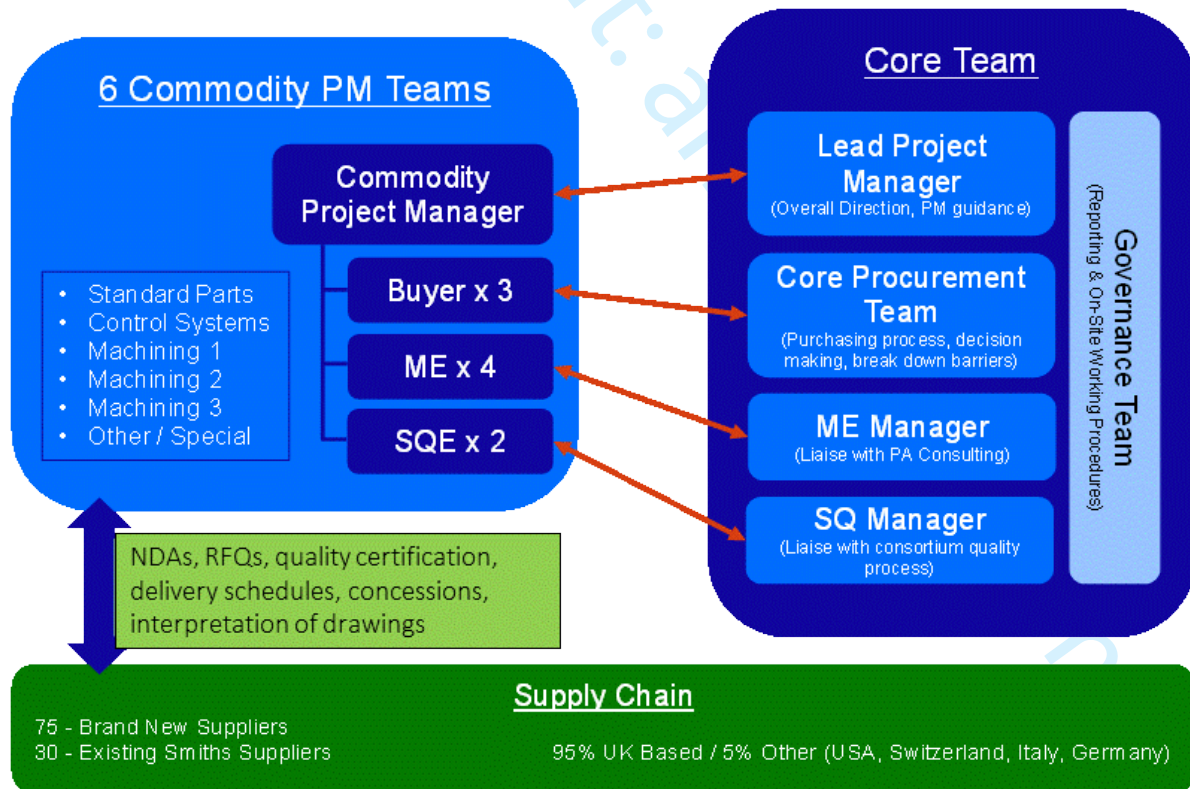 6 Commodity PM Teams
Commodity
Project Manager
Buyer x 3
ME x 4
SQE x 2
• Standard Parts
• Control Systems
• Machining 1
• Machining 2
• Machining 3
• Other / Special
Core Team
Lead Project
Manager
(Overall Direction, PM guidance)
Core Procurement
Team
(Purchasing process, decision
making, break down barriers)
ME Manager
(Liaise with PA Consulting)
SQ Manager
(Liaise with consortium quality
process)
Governance Team
(Reporting & On-Site Working Procedures)
NDAs, RFQs, quality certification,
delivery schedules, concessions,
interpretation of drawings
Supply Chain
75 - Brand New Suppliers
30 - Existing Smiths Suppliers
95% UK Based / 5% Other (USA, Switzerland, Italy, Germany)